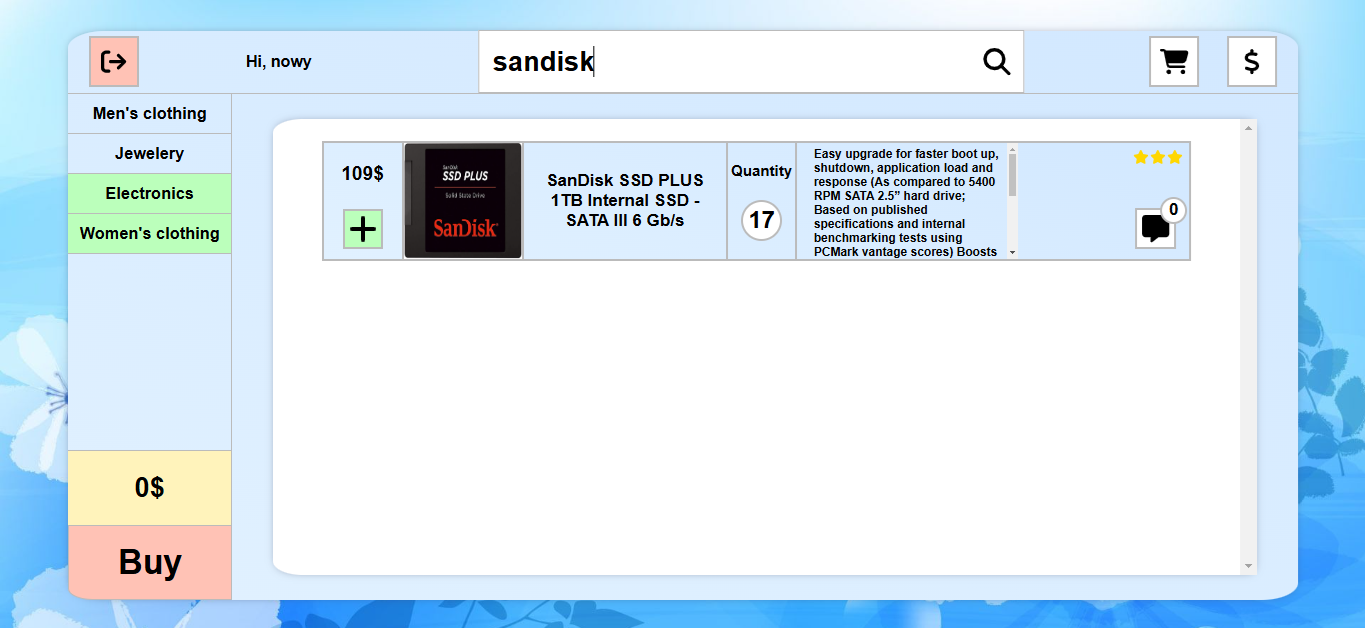 Hi, nowy
sandisk
$
Men's clothing
Jewelery
Electronics
Women's clothing
0$
Buy
109$
SanDisk
SSD PLUS
Solid State Drive
SanDisk
SanDisk SSD PLUS
1TB Internal SSD -
SATA III 6 Gb/s
Quantity
17
Easy upgrade for faster boot up,
shutdown, application load and
response (As compared to 5400
RPM SATA 2.5” hard drive;
Based on published
specifications and internal
benchmarking tests using
PCMark vantage scores) Boosts
0